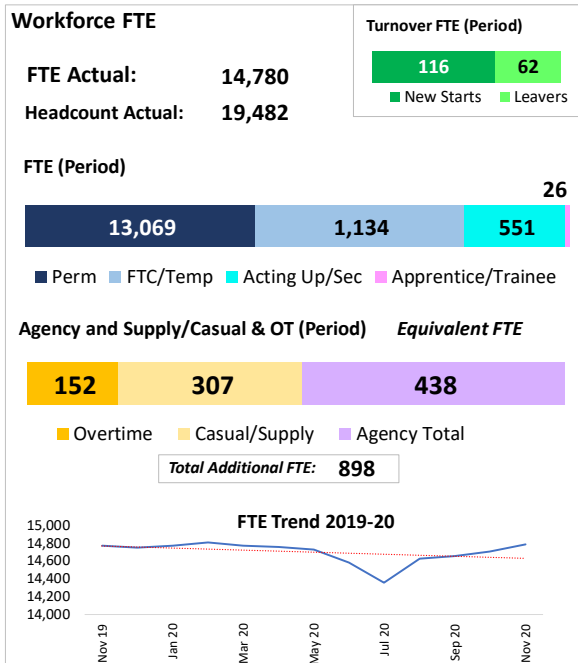 Workforce FTE
Turnover FTE (Period)
116 62
New Starts Leavers
FTE Actual: 14,780
Headcount Actual: 19,482
FTE (Period)
26
13,069 1,134 551
Perm FTC/Temp Acting Up/Sec Apprentice/Trainee
Agency and Supply/Casual & OT (Period) Equivalent FTE
152 307 438
Overtime Casual/Supply Agency Total
Total Additional FTE: 898
FTE Trend 2019-20
15,000
14,800
14,600
14,400
14,200
14,000
Nov 19 Jan 20 Mar 20 May 20 Jul 20 Sep 20 Nov 20